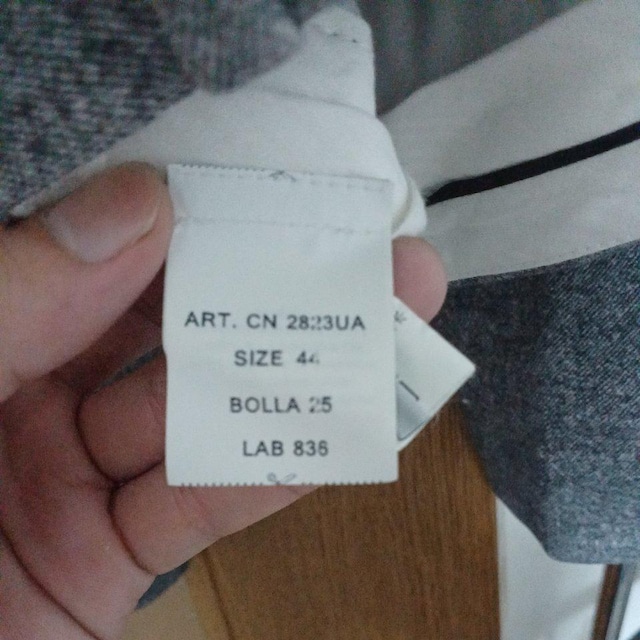 ART. CN 2823UA
SIZE 44
BOLLA 25
LAB 836